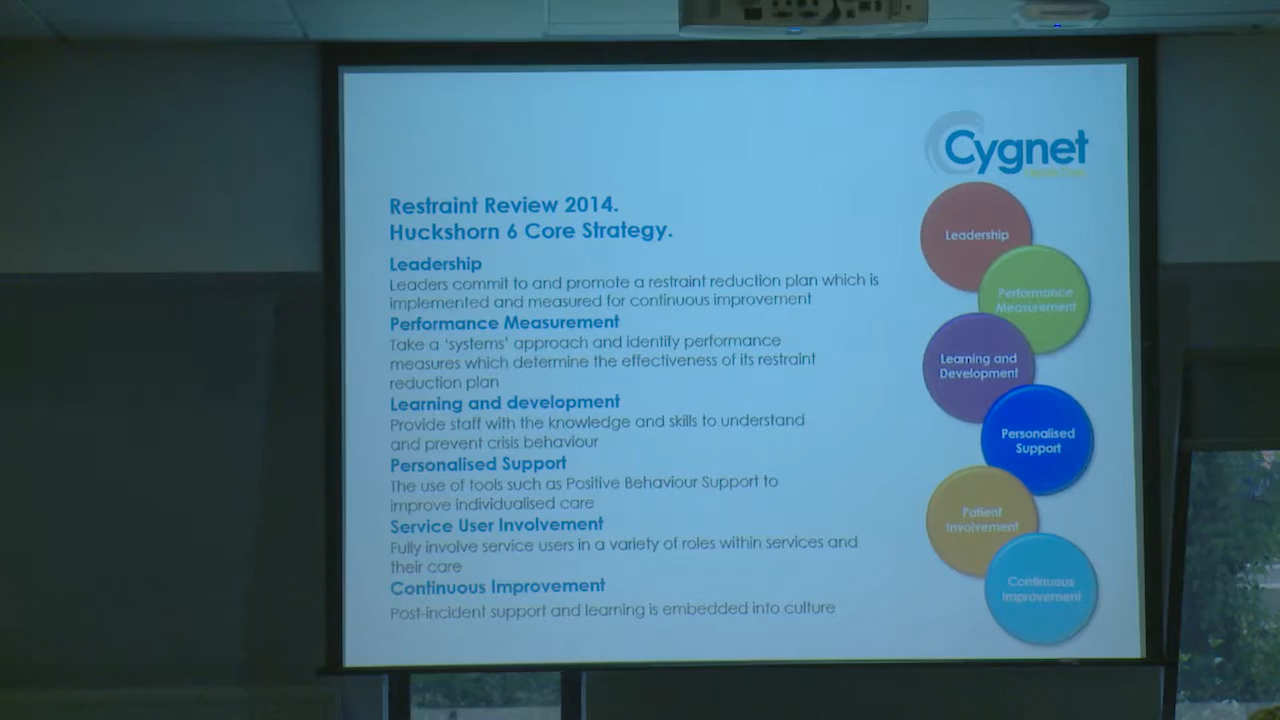 Cygnet
Health Care
Restraint Review 2014.
Huckshorn 6 Core Strategy.
Leadership
Leaders commit to and promote a restraint reduction plan which is
implemented and measured for continuous improvement
Performance Measurement
Take a ‘systems’ approach and identify performance
measures which determine the effectiveness of its restraint
reduction plan
Learning and development
Provide staff with the knowledge and skills to understand
and prevent crisis behaviour
Personalised Support
The use of tools such as Positive Behaviour Support to
improve individualised care
Service User Involvement
Fully involve service users in a variety of roles within services and
their care
Continuous Improvement
Post-incident support and learning is embedded into culture
Leadership
Performance
Measurement
Learning and
Development
Personalised
Support
Patient
Involvement
Continuous
Improvement